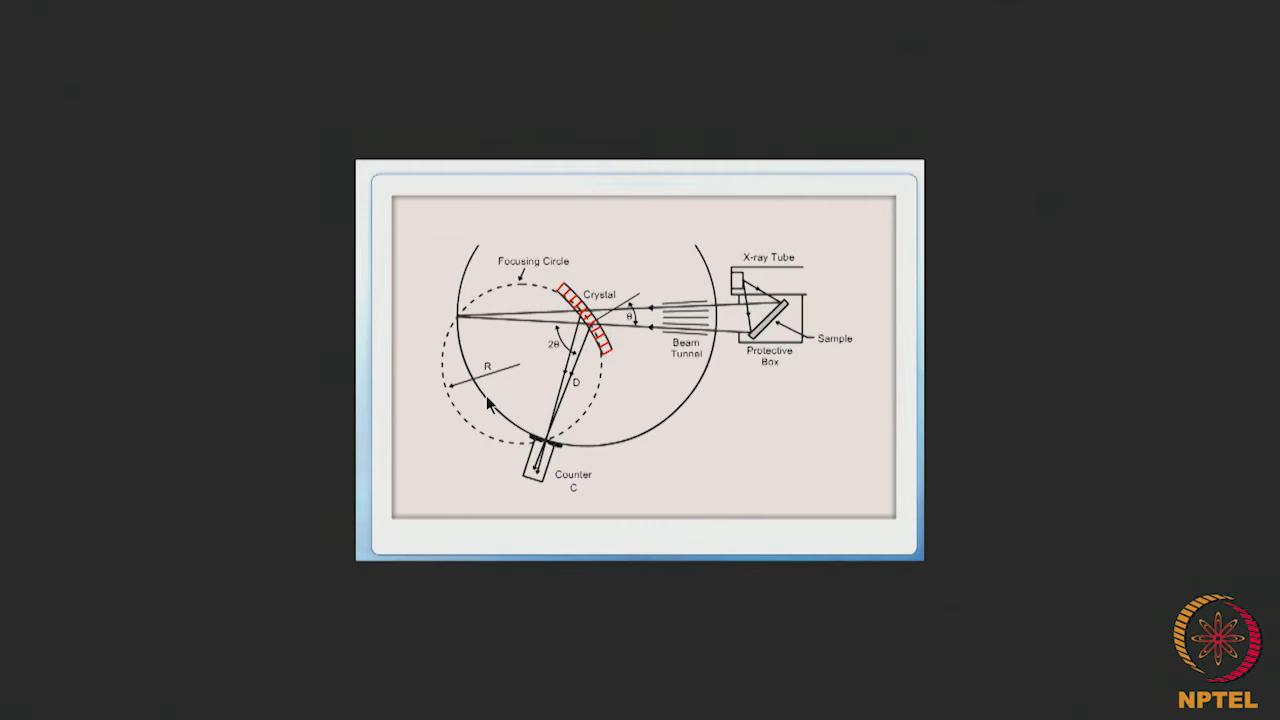 X-ray Tube
Focusing Circle
Crystal
θ
Sample
Beam
Tunnel
Protective
Box
2θ
R
D
Counter
C
NPTEL